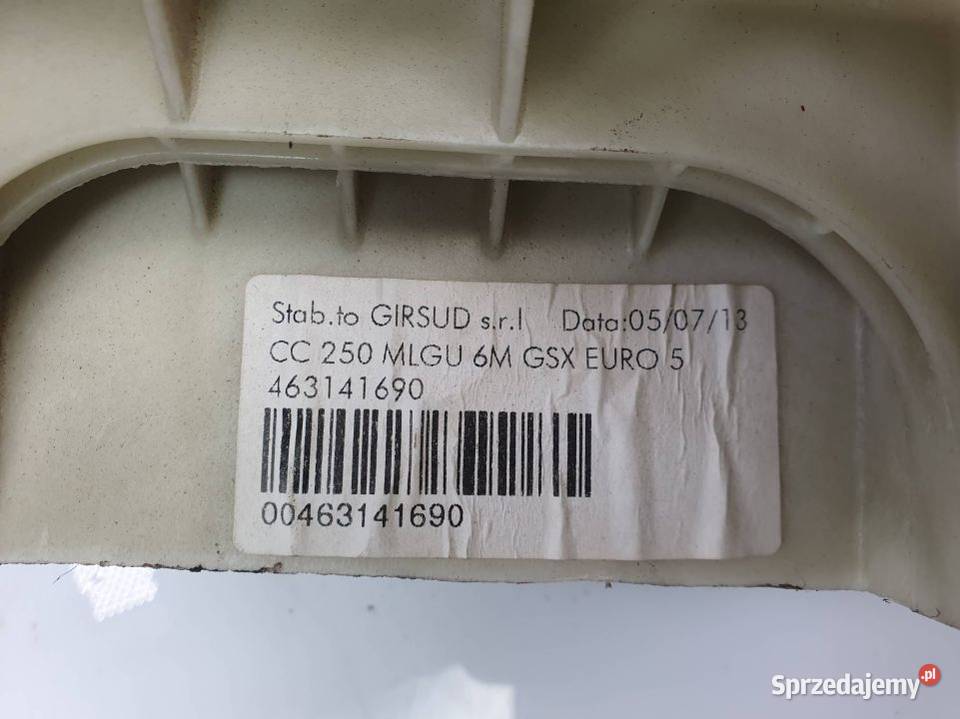 Stab.to GIRSUD s.r.l Data:05/07/13
CC 250 MLGU 6M GSX EURO 5
463141690
00463141690
Sprzedajemy.pl